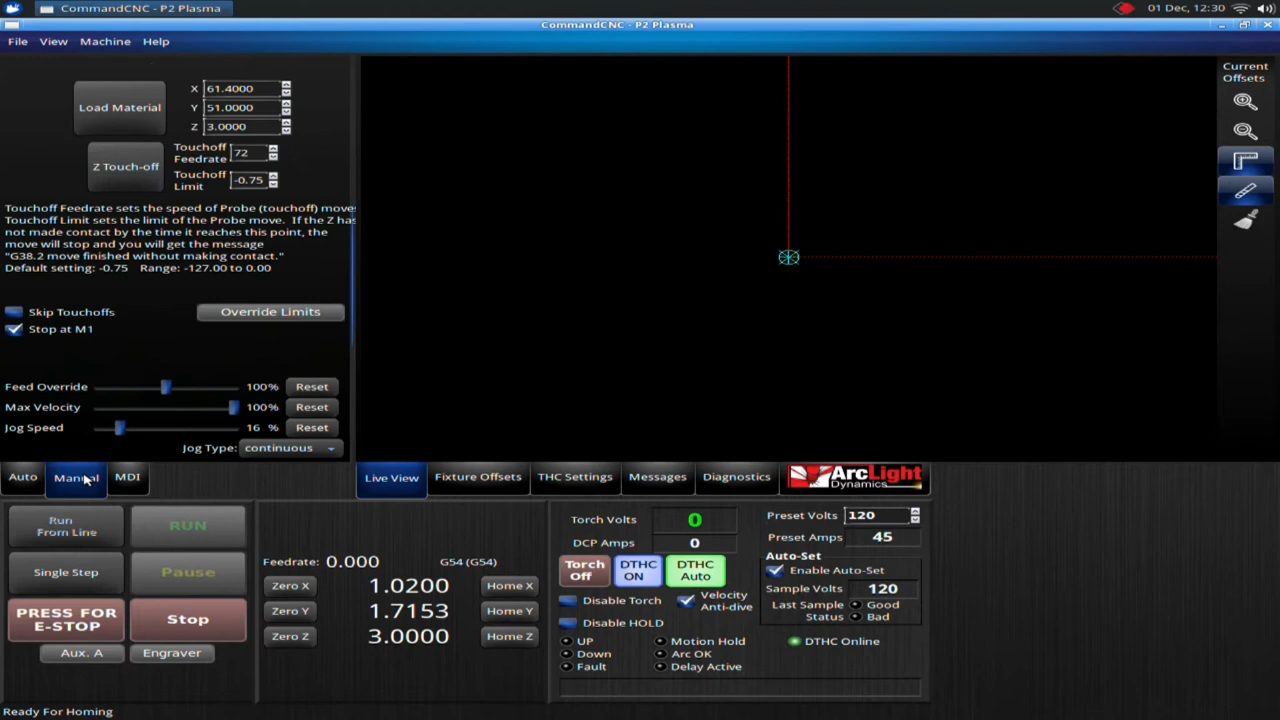 CommandCNC - P2 Plasma
01 Dec, 12:30
CommandCNC - P2 Plasma
File View Machine Help
Load Material
X 61.4000
Y 51.0000
Z 3.0000
Z Touch-off
Touchoff Feedrate 72
Touchoff Limit -0.75
Touchoff Feedrate sets the speed of Probe (touchoff) moves
Touchoff Limit sets the limit of the Probe move. If the Z has
not made contact by the time it reaches this point, the
move will stop and you will get the message
"G38.2 move finished without making contact."
Default setting: -0.75 Range: -127.00 to 0.00
Skip Touchoffs
Override Limits
Stop at M1
Feed Override 100% Reset
Max Velocity 100% Reset
Jog Speed 16 % Reset
Jog Type: continuous
Current
Offsets
Auto Manual MDI
Live View Fixture Offsets THC Settings Messages Diagnostics
ArcLight
Dynamics
Run
From Line
RUN
Single Step
Pause
PRESS FOR
E-STOP
Stop
Aux. A
Engraver
Feedrate: 0.000 G54 (G54)
Zero X 1.0200 Home X
Zero Y 1.7153 Home Y
Zero Z 3.0000 Home Z
Torch Volts 0
DCP Amps 0
Torch
Off
DTHC
ON
DTHC
Auto
Disable Torch
Velocity
Anti-dive
Disable HOLD
UP Motion Hold
Down Arc OK
Fault Delay Active
Preset Volts 120
Preset Amps 45
Auto-Set
Enable Auto-Set
Sample Volts 120
Last Sample Good
Status Bad
DTHC Online
Ready For Homing